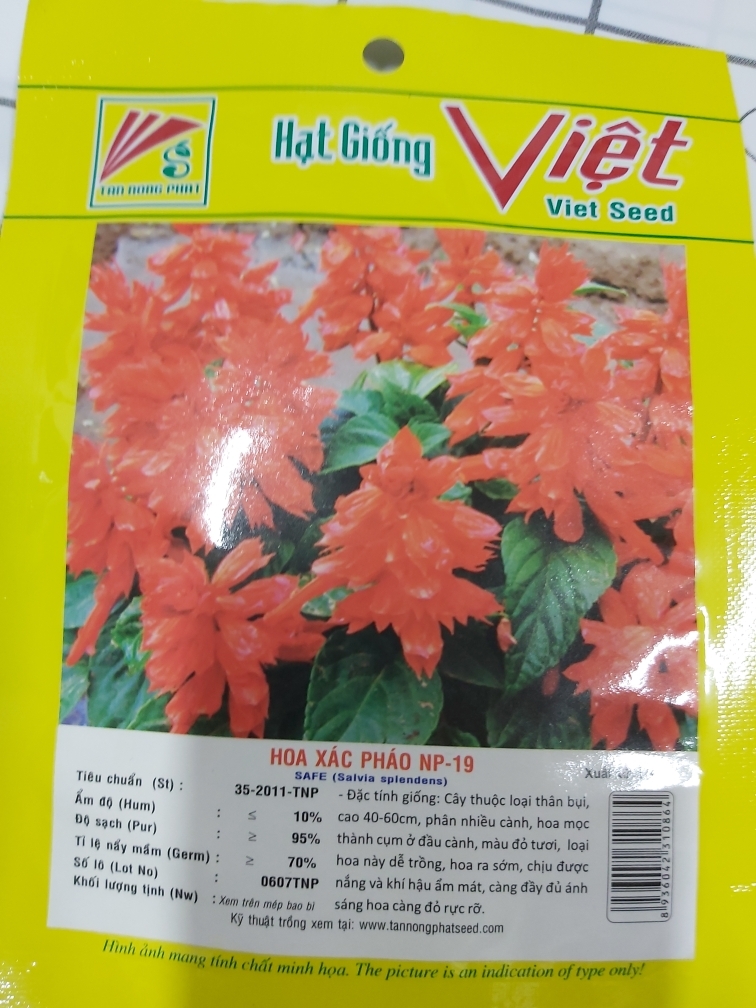 TAN NONG PHAT
Hạt Giống Việt
Viet Seed
HOA XÁC PHÁO NP-19
SAFE (Salvia splendens)
Tiêu chuẩn (St) : 35-2011-TNP
Ẩm độ (Hum) : ≤ 10%
Độ sạch (Pur) : ≥ 95%
Tỉ lệ nẩy mầm (Germ) : ≥ 70%
Số lô (Lot No) : 0607TNP
Khối lượng tịnh (Nw) : Xem trên mép bao bì
Xuất
- Đặc tính giống: Cây thuộc loại thân bụi,
cao 40-60cm, phân nhiều cành, hoa mọc
thành cụm ở đầu cành, màu đỏ tươi, loại
hoa này dễ trồng, hoa ra sớm, chịu được
nắng và khí hậu ấm mát, càng đầy đủ ánh
sáng hoa càng đỏ rực rỡ.
Kỹ thuật trồng xem tại: www.tannongphatseed.com
8 936042 310864
Hình ảnh mang tính chất minh họa. The picture is an indication of type only!